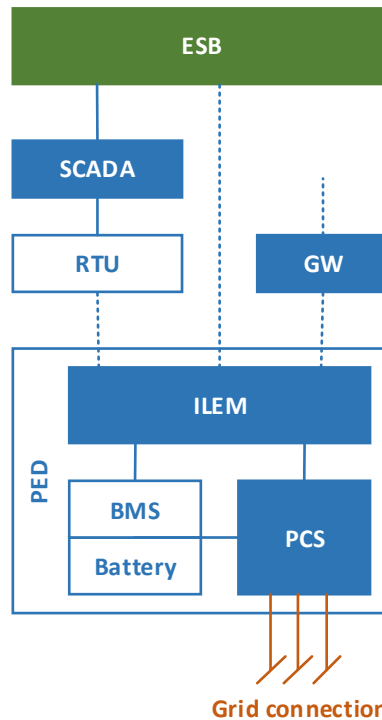 ESB
SCADA
RTU
GW
ILEM
PED
BMS
PCS
Battery
Grid connection